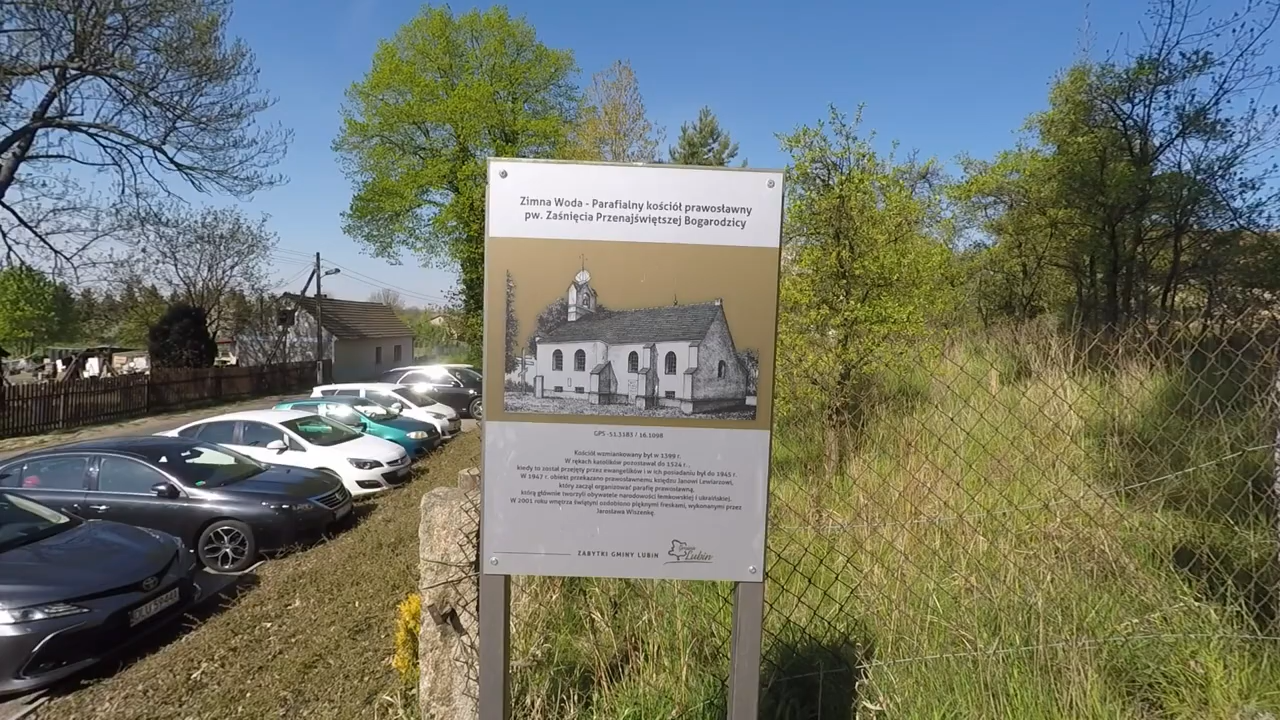 Zimna Woda - Parafialny kościół prawosławny
pw. Zaśnięcia Przenajświętszej Bogarodzicy
GPS -51.3183 / 16.1098
Kościół wzmiankowany był w 1399 r.
W rękach katolików pozostawał do 1524 r.,
kiedy to został przejęty przez ewangelików i w ich posiadaniu był do 1945 r.
W 1947 r. obiekt przekazano prawosławnemu księdzu Janowi Lewiarzowi,
który zaczął organizować parafię prawosławną,
którą głównie tworzyli obywatele narodowości łemkowskiej i ukraińskiej.
W 2001 roku wnętrza świątyni ozdobiono pięknymi freskami, wykonanymi przez
Jarosława Wiszenkę.
ZABYTKI GMINY LUBIN
Gmina
Lubin